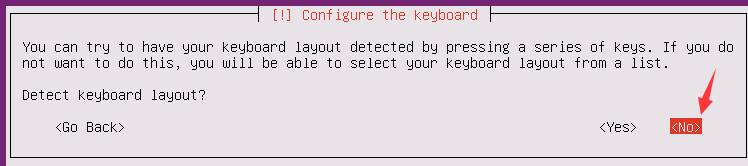 [!] Configure the keyboard
You can try to have your keyboard layout detected by pressing a series of keys. If you do
not want to do this, you will be able to select your keyboard layout from a list.
Detect keyboard layout?
<Go Back> <Yes> <No>